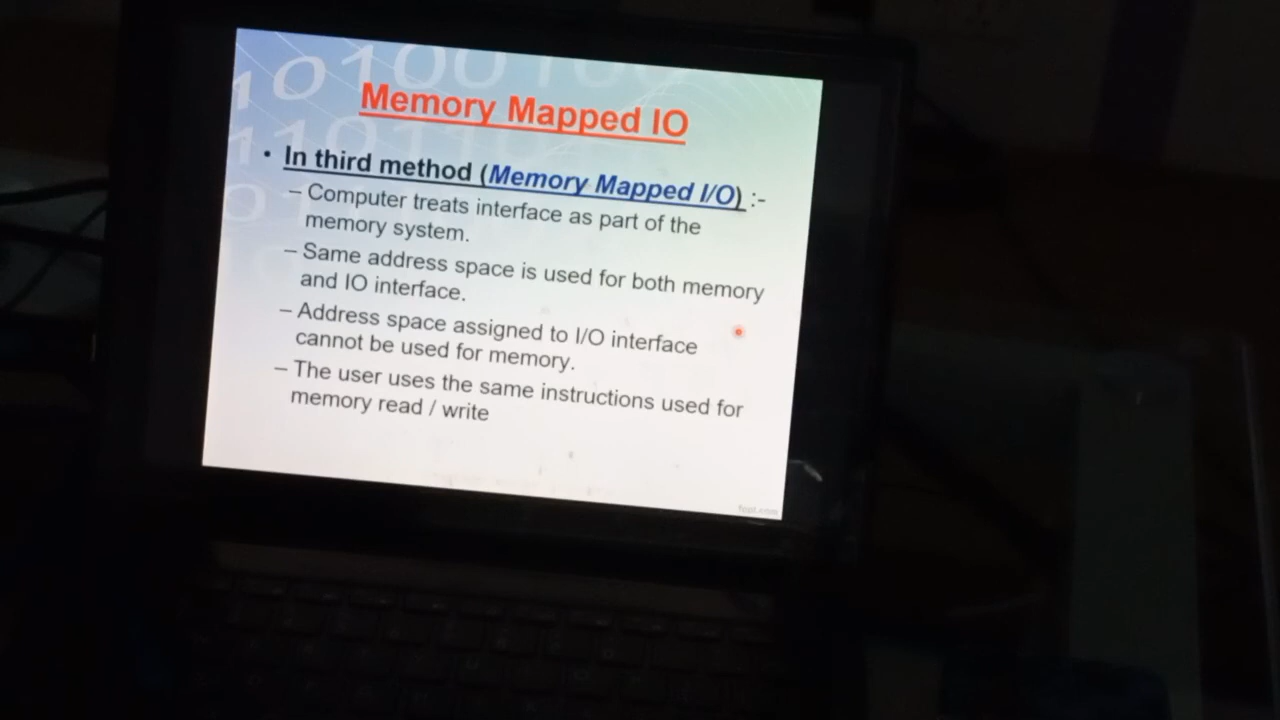 Memory Mapped IO
• In third method (Memory Mapped I/O) :-
– Computer treats interface as part of the
memory system.
– Same address space is used for both memory
and IO interface.
– Address space assigned to I/O interface
cannot be used for memory.
– The user uses the same instructions used for
memory read / write
fppt.com